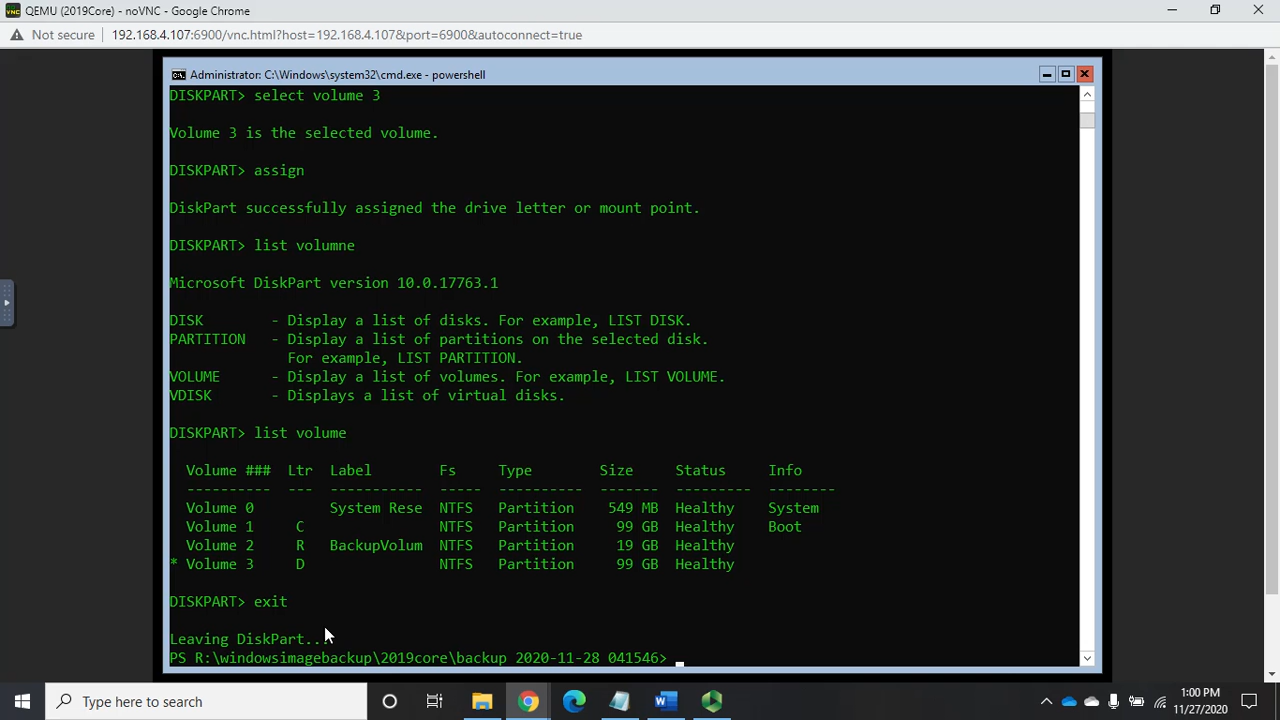 QEMU (2019Core) - noVNC - Google Chrome
Not secure 192.168.4.107:6900/vnc.html?host=192.168.4.107&port=6900&autoconnect=true
Administrator: C:\Windows\system32\cmd.exe - powershell
DISKPART> select volume 3
Volume 3 is the selected volume.
DISKPART> assign
DiskPart successfully assigned the drive letter or mount point.
DISKPART> list volumne
Microsoft DiskPart version 10.0.17763.1
DISK - Display a list of disks. For example, LIST DISK.
PARTITION - Display a list of partitions on the selected disk.
For example, LIST PARTITION.
VOLUME - Display a list of volumes. For example, LIST VOLUME.
VDISK - Displays a list of virtual disks.
DISKPART> list volume
Volume ### Ltr Label Fs Type Size Status Info
---------- --- ----------- ----- ---------- ------- --------- --------
Volume 0 System Rese NTFS Partition 549 MB Healthy System
Volume 1 C NTFS Partition 99 GB Healthy Boot
Volume 2 R BackupVolum NTFS Partition 19 GB Healthy
* Volume 3 D NTFS Partition 99 GB Healthy
DISKPART> exit
Leaving DiskPart...
PS R:\windowsimagebackup\2019core\backup 2020-11-28 041546>
Type here to search
1:00 PM
11/27/2020